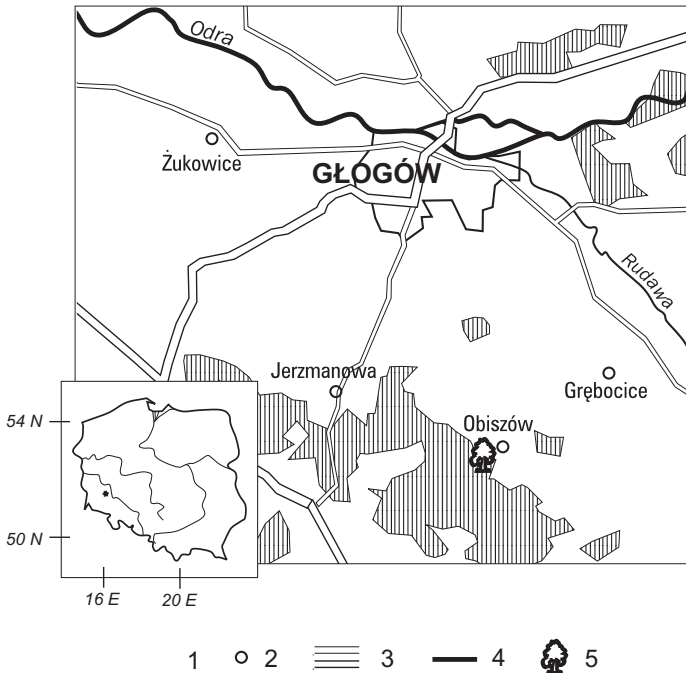 Odra
Żukowice
GŁOGÓW
Rudawa
Jerzmanowa
Grębocice
Obiszów
54 N
50 N
16 E 20 E
1 2 3 4 5